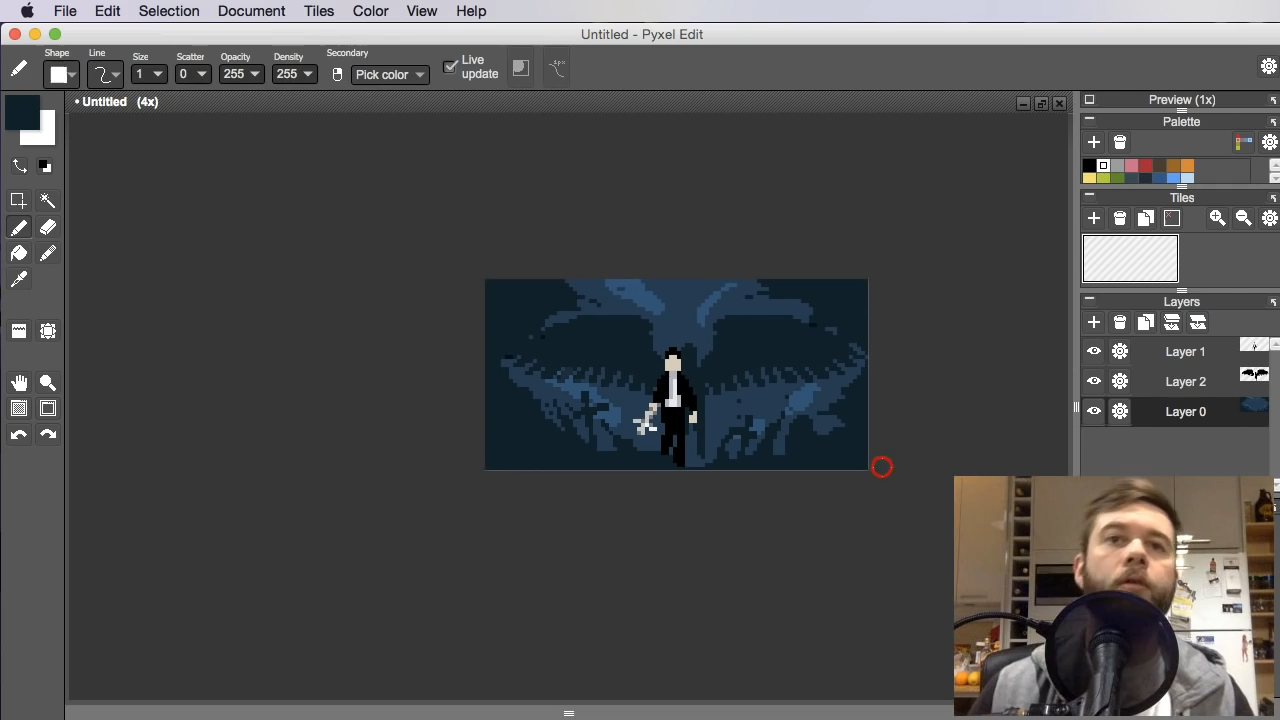 File Edit Selection Document Tiles Color View Help
Untitled - Pyxel Edit
Shape Line Size Scatter Opacity Density Secondary
1 0 255 255 Pick color Live update
• Untitled (4x)
Preview (1x)
Palette
Tiles
Layers
Layer 1
Layer 2
Layer 0